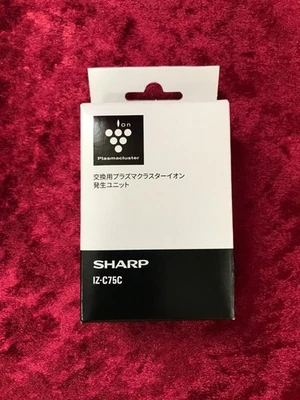 Ion
Plasmacluster
交換用プラズマクラスターイオン
発生ユニット
SHARP
IZ-C75C